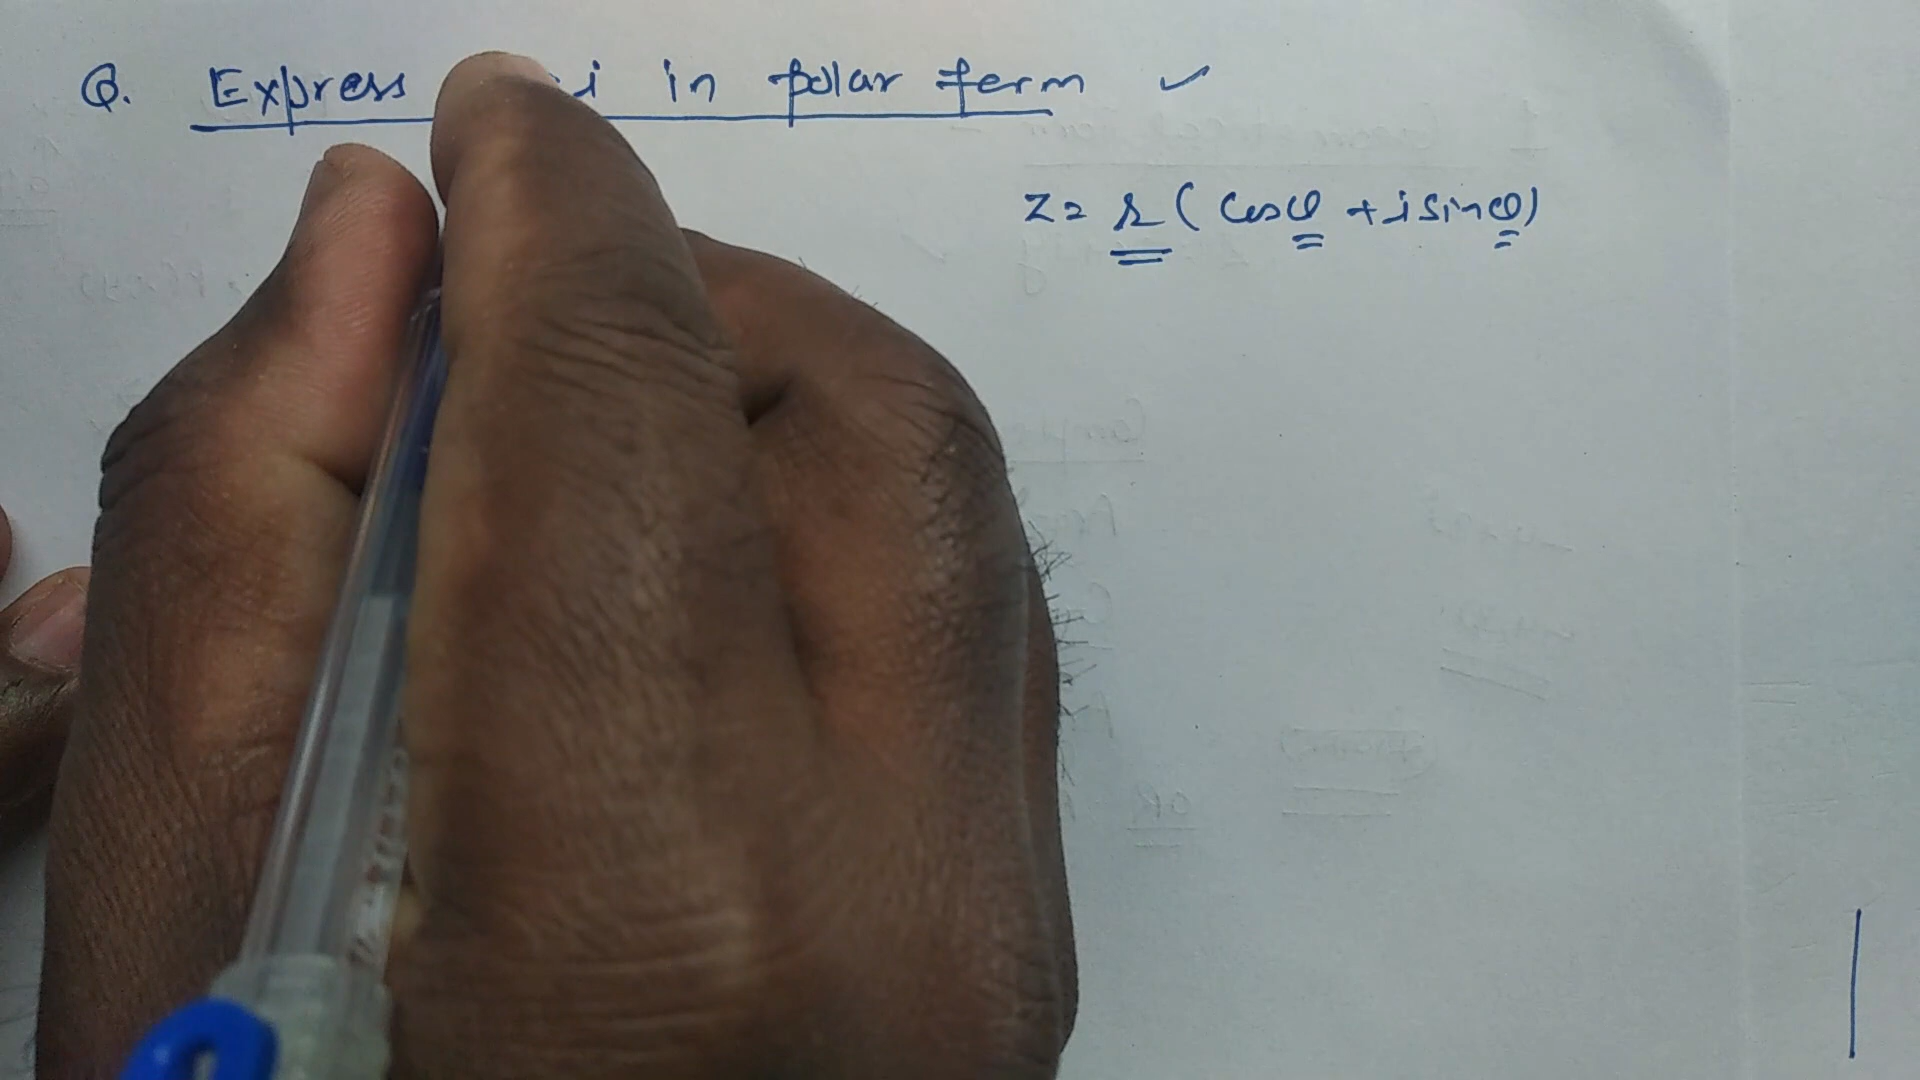 Q. Express i in polar form ✓
z = r ( cosθ + i sinθ )